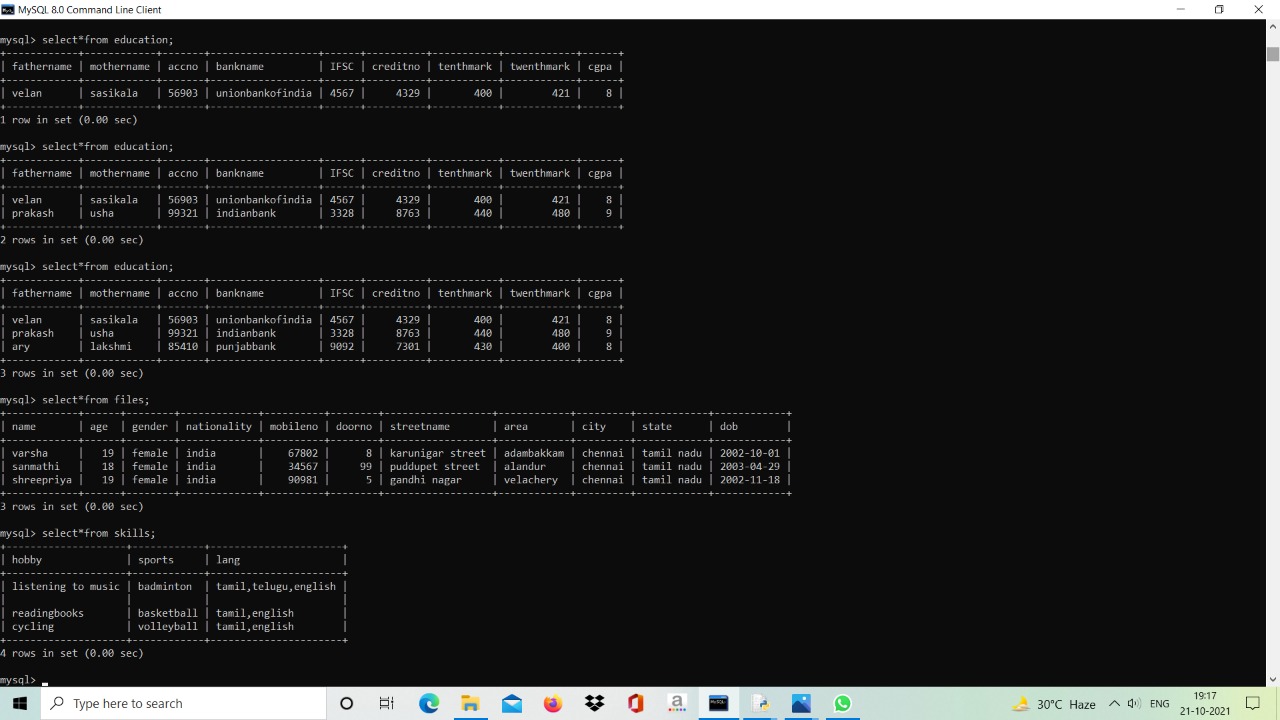 MySQL 8.0 Command Line Client
mysql> select*from education;
+------------+------------+-------+------------------+------+----------+-----------+------------+------+
| fathername | mothername | accno | bankname         | IFSC | creditno | tenthmark | twenthmark | cgpa |
+------------+------------+-------+------------------+------+----------+-----------+------------+------+
| velan      | sasikala   | 56903 | unionbankofindia | 4567 |     4329 |       400 |        421 |    8 |
+------------+------------+-------+------------------+------+----------+-----------+------------+------+
1 row in set (0.00 sec)
mysql> select*from education;
+------------+------------+-------+------------------+------+----------+-----------+------------+------+
| fathername | mothername | accno | bankname         | IFSC | creditno | tenthmark | twenthmark | cgpa |
+------------+------------+-------+------------------+------+----------+-----------+------------+------+
| velan      | sasikala   | 56903 | unionbankofindia | 4567 |     4329 |       400 |        421 |    8 |
| prakash    | usha       | 99321 | indianbank       | 3328 |     8763 |       440 |        480 |    9 |
+------------+------------+-------+------------------+------+----------+-----------+------------+------+
2 rows in set (0.00 sec)
mysql> select*from education;
+------------+------------+-------+------------------+------+----------+-----------+------------+------+
| fathername | mothername | accno | bankname         | IFSC | creditno | tenthmark | twenthmark | cgpa |
+------------+------------+-------+------------------+------+----------+-----------+------------+------+
| velan      | sasikala   | 56903 | unionbankofindia | 4567 |     4329 |       400 |        421 |    8 |
| prakash    | usha       | 99321 | indianbank       | 3328 |     8763 |       440 |        480 |    9 |
| ary        | lakshmi    | 85410 | punjabbank       | 9092 |     7301 |       430 |        400 |    8 |
+------------+------------+-------+------------------+------+----------+-----------+------------+------+
3 rows in set (0.00 sec)
mysql> select*from files;
+------------+------+--------+-------------+----------+--------+------------------+------------+---------+------------+------------+
| name       | age  | gender | nationality | mobileno | doorno | streetname       | area       | city    | state      | dob        |
+------------+------+--------+-------------+----------+--------+------------------+------------+---------+------------+------------+
| varsha     |   19 | female | india       |    67802 |      8 | karunigar street | adambakkam | chennai | tamil nadu | 2002-10-01 |
| sanmathi   |   18 | female | india       |    34567 |     99 | puddupet street  | alandur    | chennai | tamil nadu | 2003-04-29 |
| shreepriya |   19 | female | india       |    90981 |      5 | gandhi nagar     | velachery  | chennai | tamil nadu | 2002-11-18 |
+------------+------+--------+-------------+----------+--------+------------------+------------+---------+------------+------------+
3 rows in set (0.00 sec)
mysql> select*from skills;
+--------------------+------------+----------------------+
| hobby              | sports     | lang                 |
+--------------------+------------+----------------------+
| listening to music | badminton  | tamil,telugu,english |
|                    |            |                      |
| readingbooks       | basketball | tamil,english        |
| cycling            | volleyball | tamil,english        |
+--------------------+------------+----------------------+
4 rows in set (0.00 sec)
mysql>
Type here to search
a
MySQL
30°C Haze
ENG
19:17
21-10-2021